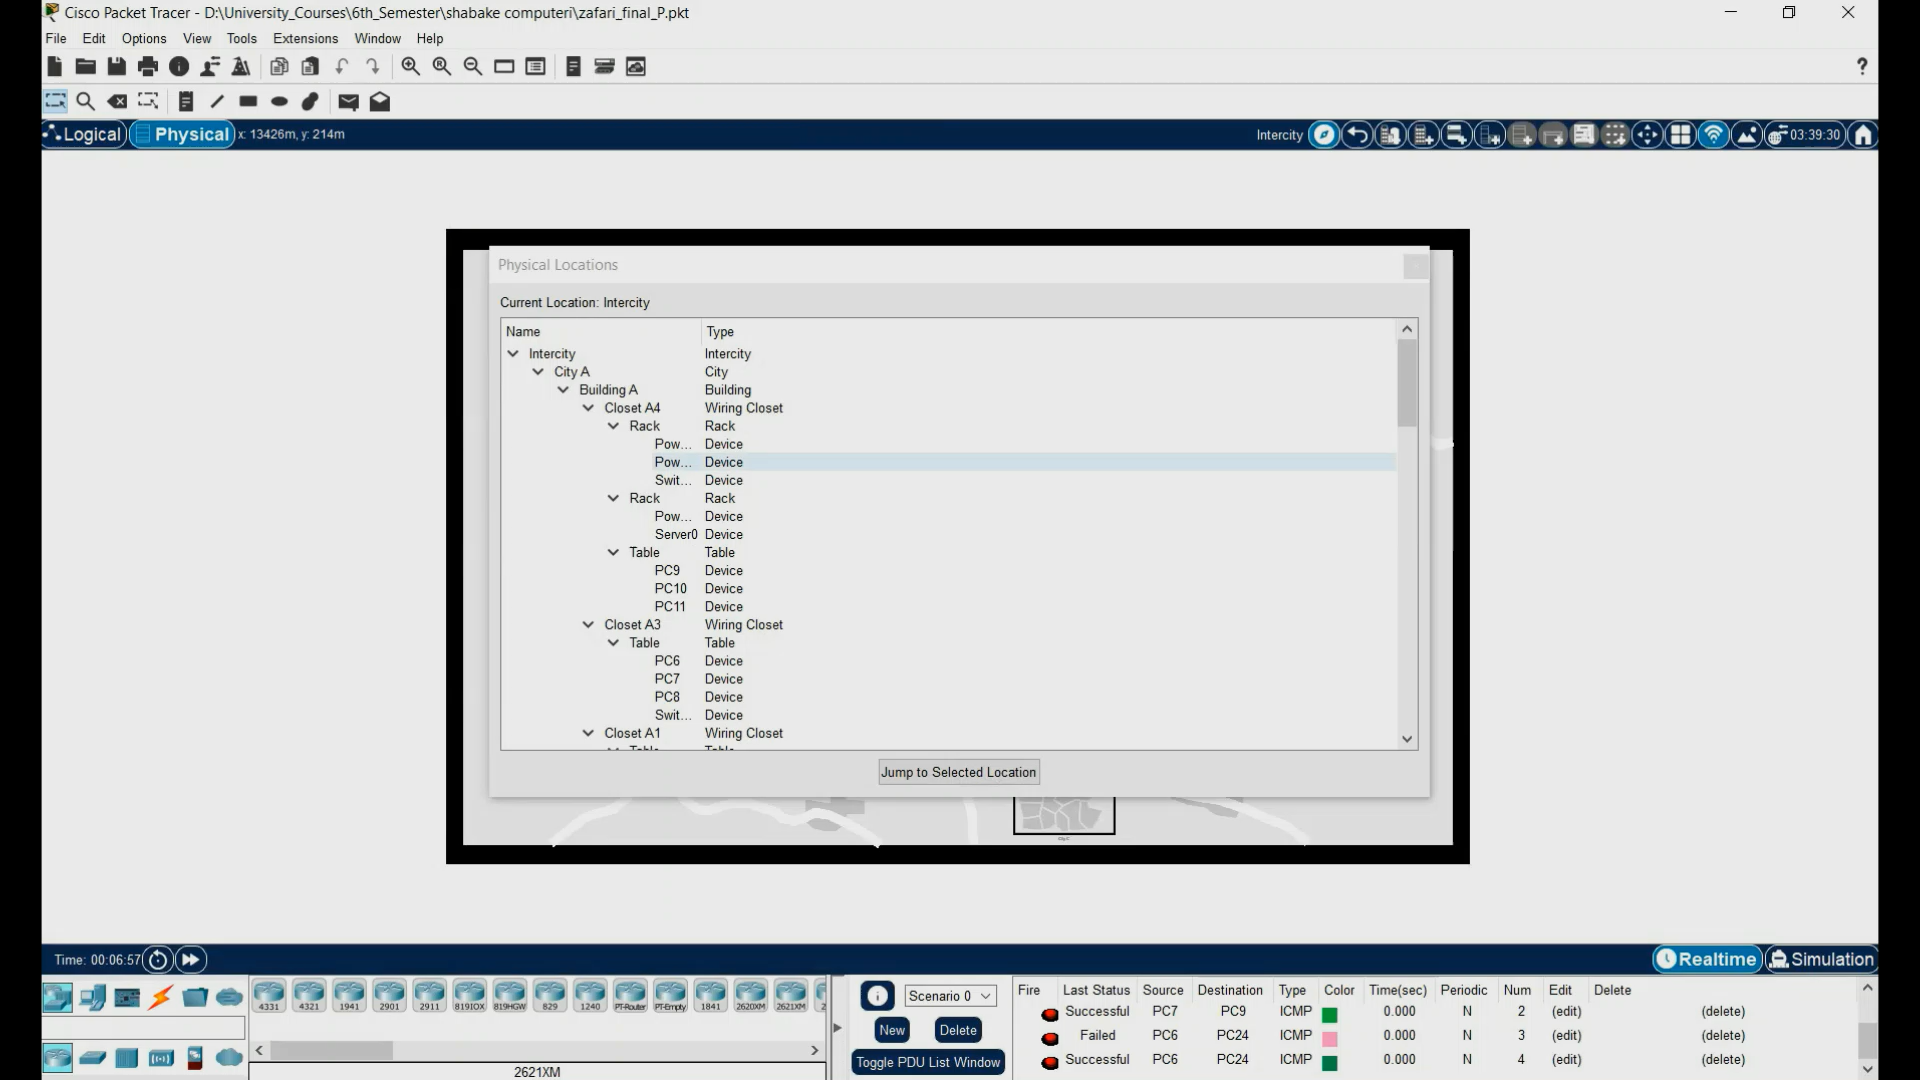 Cisco Packet Tracer - D:\University_Courses\6th_Semester\shabake computeri\zafari_final_P.pkt
File Edit Options View Tools Extensions Window Help
?
Logical Physical x: 13426m, y: 214m Intercity 03:39:30
Physical Locations
Current Location: Intercity
Name Type
Intercity Intercity
City A City
Building A Building
Closet A4 Wiring Closet
Rack Rack
Pow... Device
Pow... Device
Swit... Device
Rack Rack
Pow... Device
Server0 Device
Table Table
PC9 Device
PC10 Device
PC11 Device
Closet A3 Wiring Closet
Table Table
PC6 Device
PC7 Device
PC8 Device
Swit... Device
Closet A1 Wiring Closet
Table Table
Jump to Selected Location
Time: 00:06:57 Realtime Simulation
4331 4321 1941 2901 2911 819IOX 819HGW 829 1240 PT-Router PT-Empty 1841 2620XM 2621XM
2621XM
Scenario 0
New Delete
Toggle PDU List Window
Fire Last Status Source Destination Type Color Time(sec) Periodic Num Edit Delete
Successful PC7 PC9 ICMP 0.000 N 2 (edit) (delete)
Failed PC6 PC24 ICMP 0.000 N 3 (edit) (delete)
Successful PC6 PC24 ICMP 0.000 N 4 (edit) (delete)